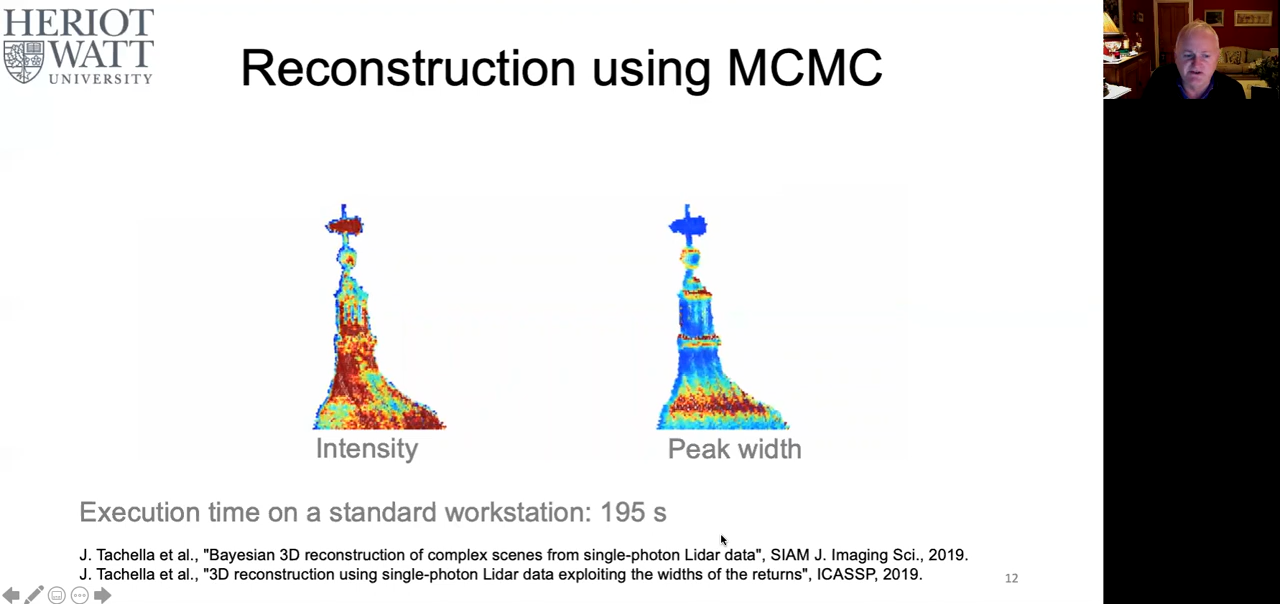 HERIOT
WATT
UNIVERSITY
Reconstruction using MCMC
Intensity
Peak width
Execution time on a standard workstation: 195 s
J. Tachella et al., "Bayesian 3D reconstruction of complex scenes from single-photon Lidar data", SIAM J. Imaging Sci., 2019.
J. Tachella et al., "3D reconstruction using single-photon Lidar data exploiting the widths of the returns", ICASSP, 2019.
12